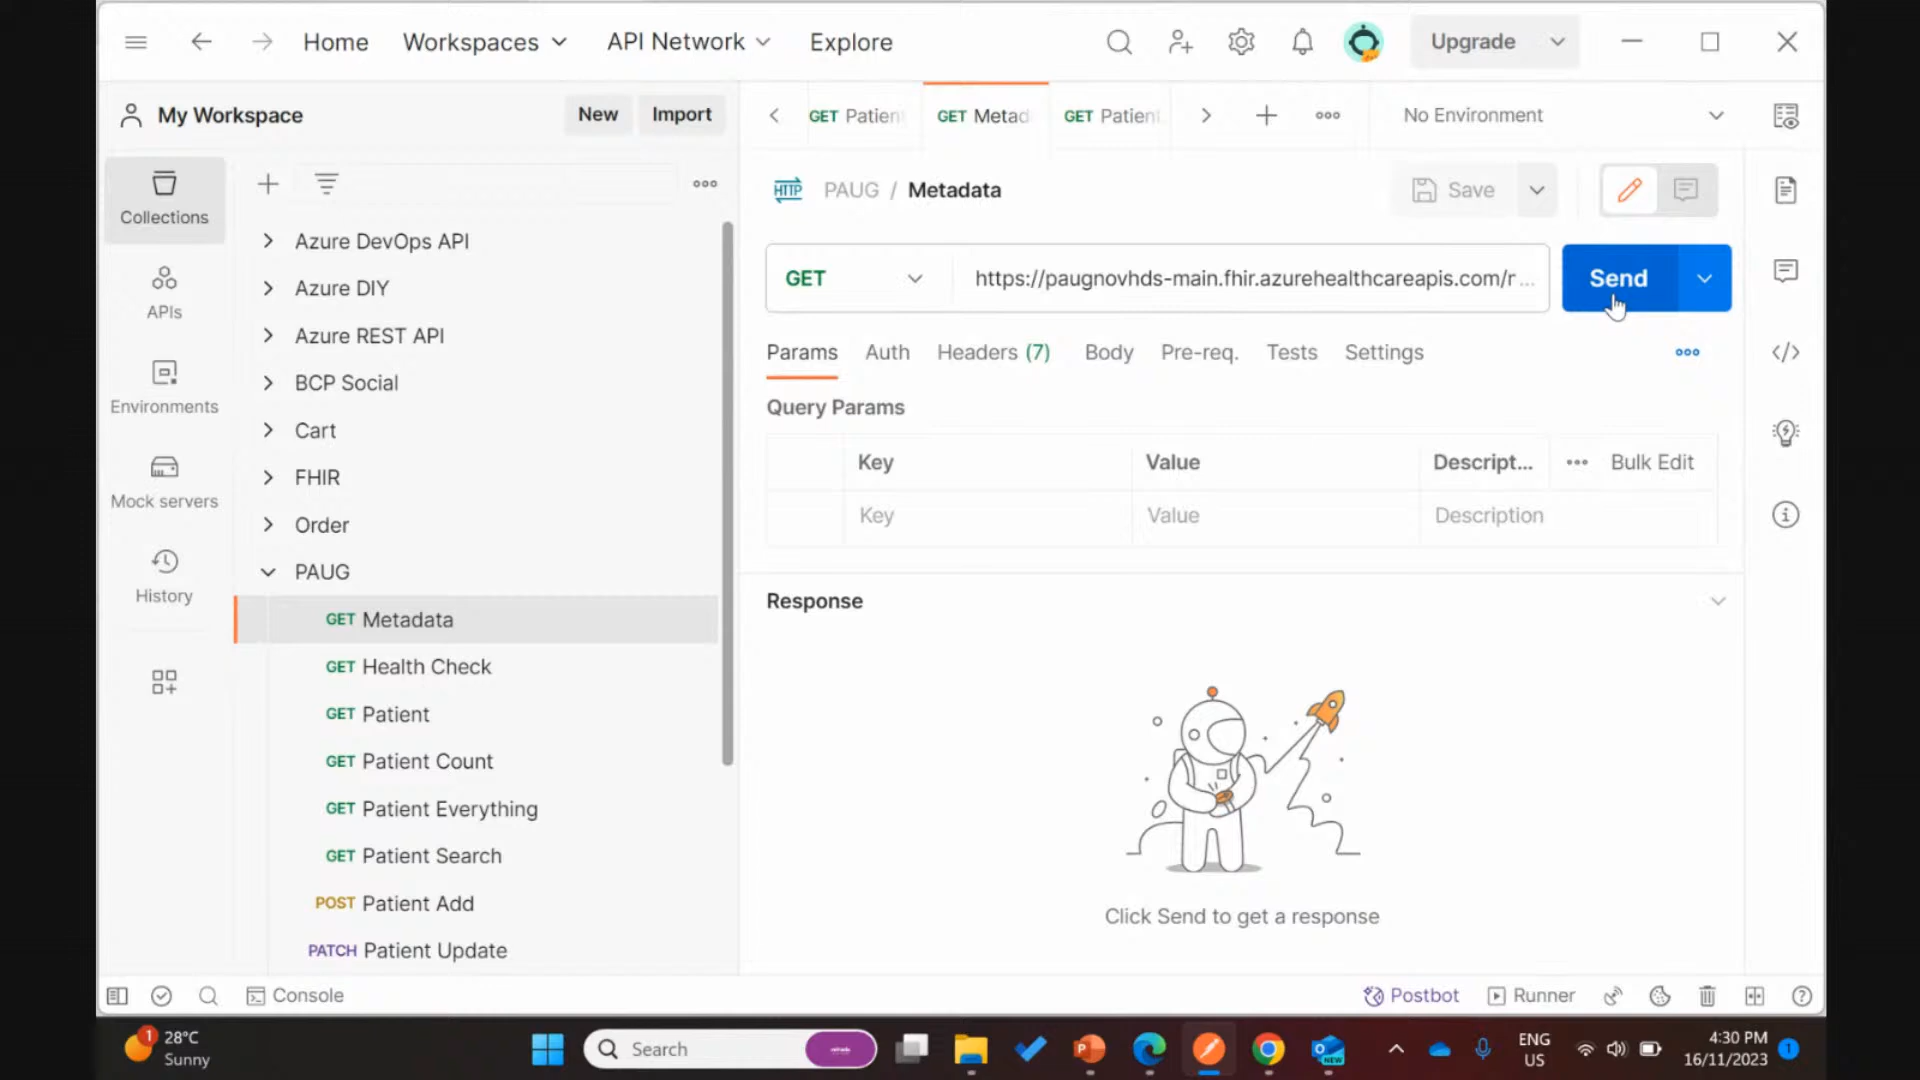 Home
Workspaces
API Network
Explore
Upgrade
My Workspace
New
Import
GET Patien
GET Metad
GET Patien
No Environment
Collections
APIs
Environments
Mock servers
History
Azure DevOps API
Azure DIY
Azure REST API
BCP Social
Cart
FHIR
Order
PAUG
GET Metadata
GET Health Check
GET Patient
GET Patient Count
GET Patient Everything
GET Patient Search
POST Patient Add
PATCH Patient Update
HTTP
PAUG / Metadata
Save
GET
https://paugnovhds-main.fhir.azurehealthcareapis.com/r ...
Send
Params
Auth
Headers (7)
Body
Pre-req.
Tests
Settings
Query Params
Key
Value
Descript...
Bulk Edit
Key
Value
Description
Response
Click Send to get a response
Console
Postbot
Runner
1
28°C
Sunny
Search
NEW
ENG
US
4:30 PM
16/11/2023
1